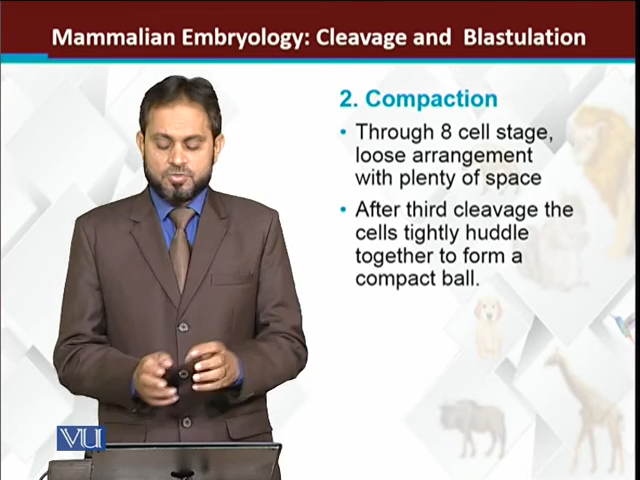 Mammalian Embryology: Cleavage and Blastulation
2. Compaction
• Through 8 cell stage,
loose arrangement
with plenty of space
• After third cleavage the
cells tightly huddle
together to form a
compact ball.
VU